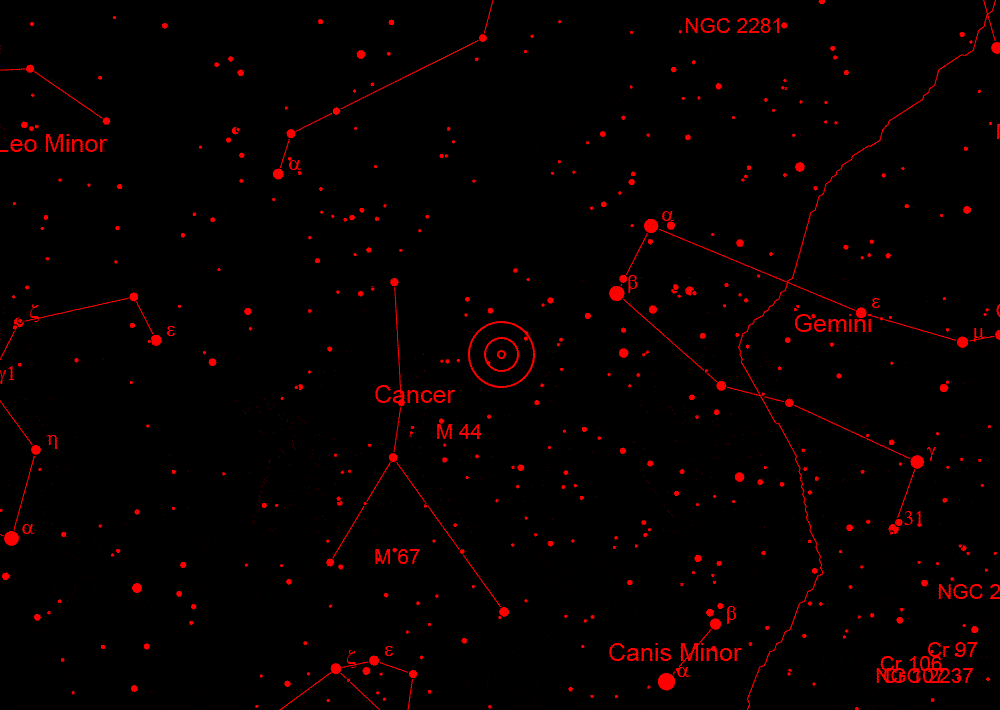 NGC 2281
Leo Minor
α
α
β
ζ
ε
ε
Gemini
μ
γ1
Cancer
M 44
η
γ
α
31
M 67
NGC 2
β
Canis Minor
ζ
ε
α
Cr 97
Cr 106
NGC 2237